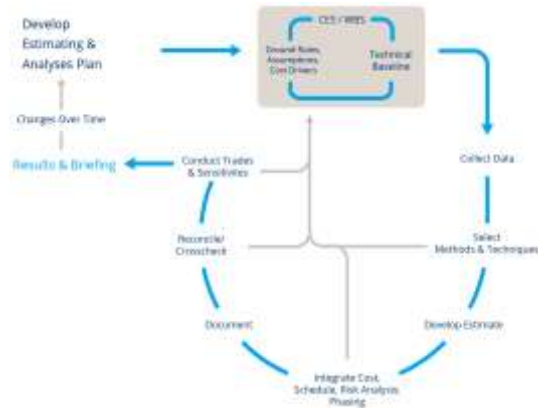 Develop
Estimating &
Analyses Plan
CES / WBS
Ground Rules,
Assumptions,
Cost Drivers
Technical
Baseline
Changes Over Time
Results & Briefing
Conduct Trades
& Sensitivities
Collect Data
Reconcile/
Crosscheck
Select
Methods & Techniques
Document
Develop Estimate
Integrate Cost,
Schedule, Risk Analysis
Phasing